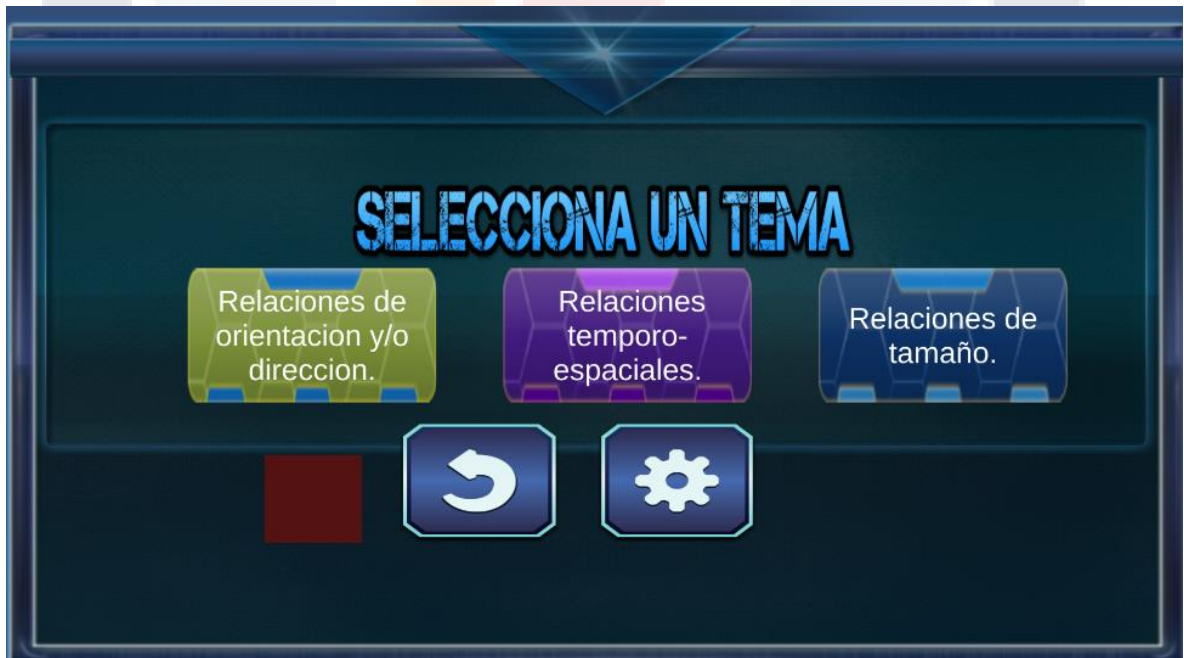 SELECCIONA UN TEMA
Relaciones de
orientacion y/o
direccion.
Relaciones
temporo-
espaciales.
Relaciones de
tamaño.